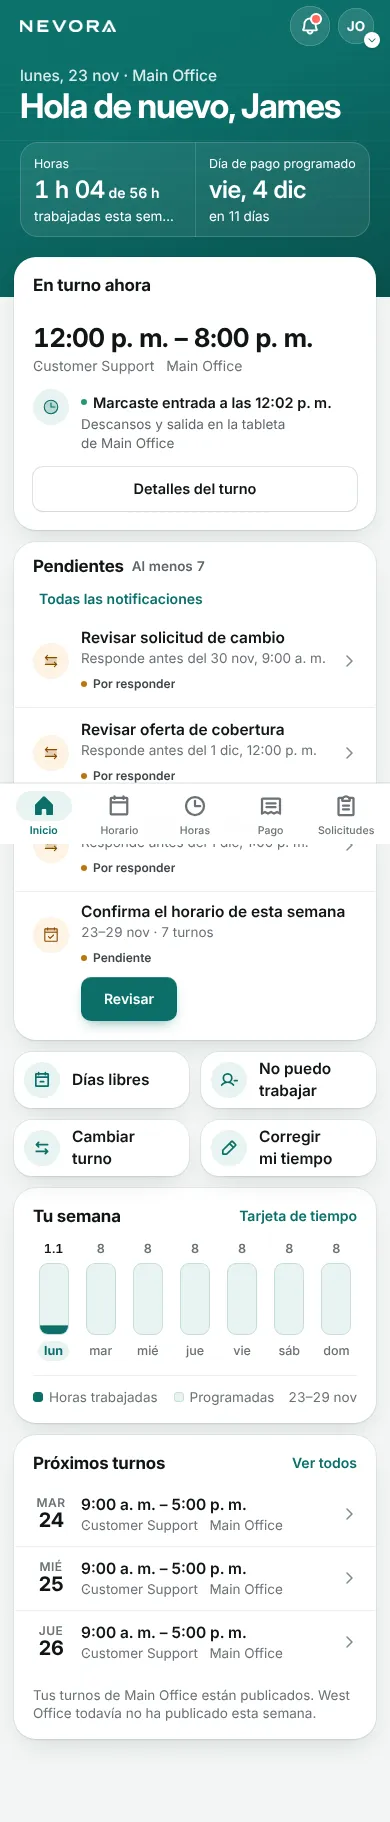 NEVORA
JO
lunes, 23 nov · Main Office
Hola de nuevo, James
Horas
1 h 04 de 56 h
trabajadas esta sem...
Día de pago programado
vie, 4 dic
en 11 días
En turno ahora
12:00 p. m. – 8:00 p. m.
Customer Support Main Office
Marcaste entrada a las 12:02 p. m.
Descansos y salida en la tableta
de Main Office
Detalles del turno
Pendientes Al menos 7
Todas las notificaciones
Revisar solicitud de cambio
Responde antes del 30 nov, 9:00 a. m.
Por responder
Revisar oferta de cobertura
Responde antes del 1 dic, 12:00 p. m.
Por responder
Inicio Horario Horas Pago Solicitudes
Por responder
Confirma el horario de esta semana
23–29 nov · 7 turnos
Pendiente
Revisar
Días libres
No puedo
trabajar
Cambiar
turno
Corregir
mi tiempo
Tu semana Tarjeta de tiempo
1.1 8 8 8 8 8 8
lun mar mié jue vie sáb dom
Horas trabajadas Programadas 23–29 nov
Próximos turnos Ver todos
MAR
24
9:00 a. m. – 5:00 p. m.
Customer Support Main Office
MIÉ
25
9:00 a. m. – 5:00 p. m.
Customer Support Main Office
JUE
26
9:00 a. m. – 5:00 p. m.
Customer Support Main Office
Tus turnos de Main Office están publicados. West
Office todavía no ha publicado esta semana.